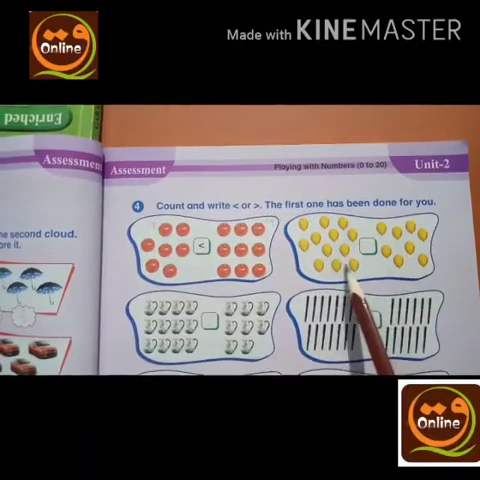 Made with KINEMASTER
Online
Enriched
Assessment
Assessment
Playing with Numbers (0 to 20)
Unit-2
4 Count and write < or >. The first one has been done for you.
he second cloud.
ore it.
<
Online